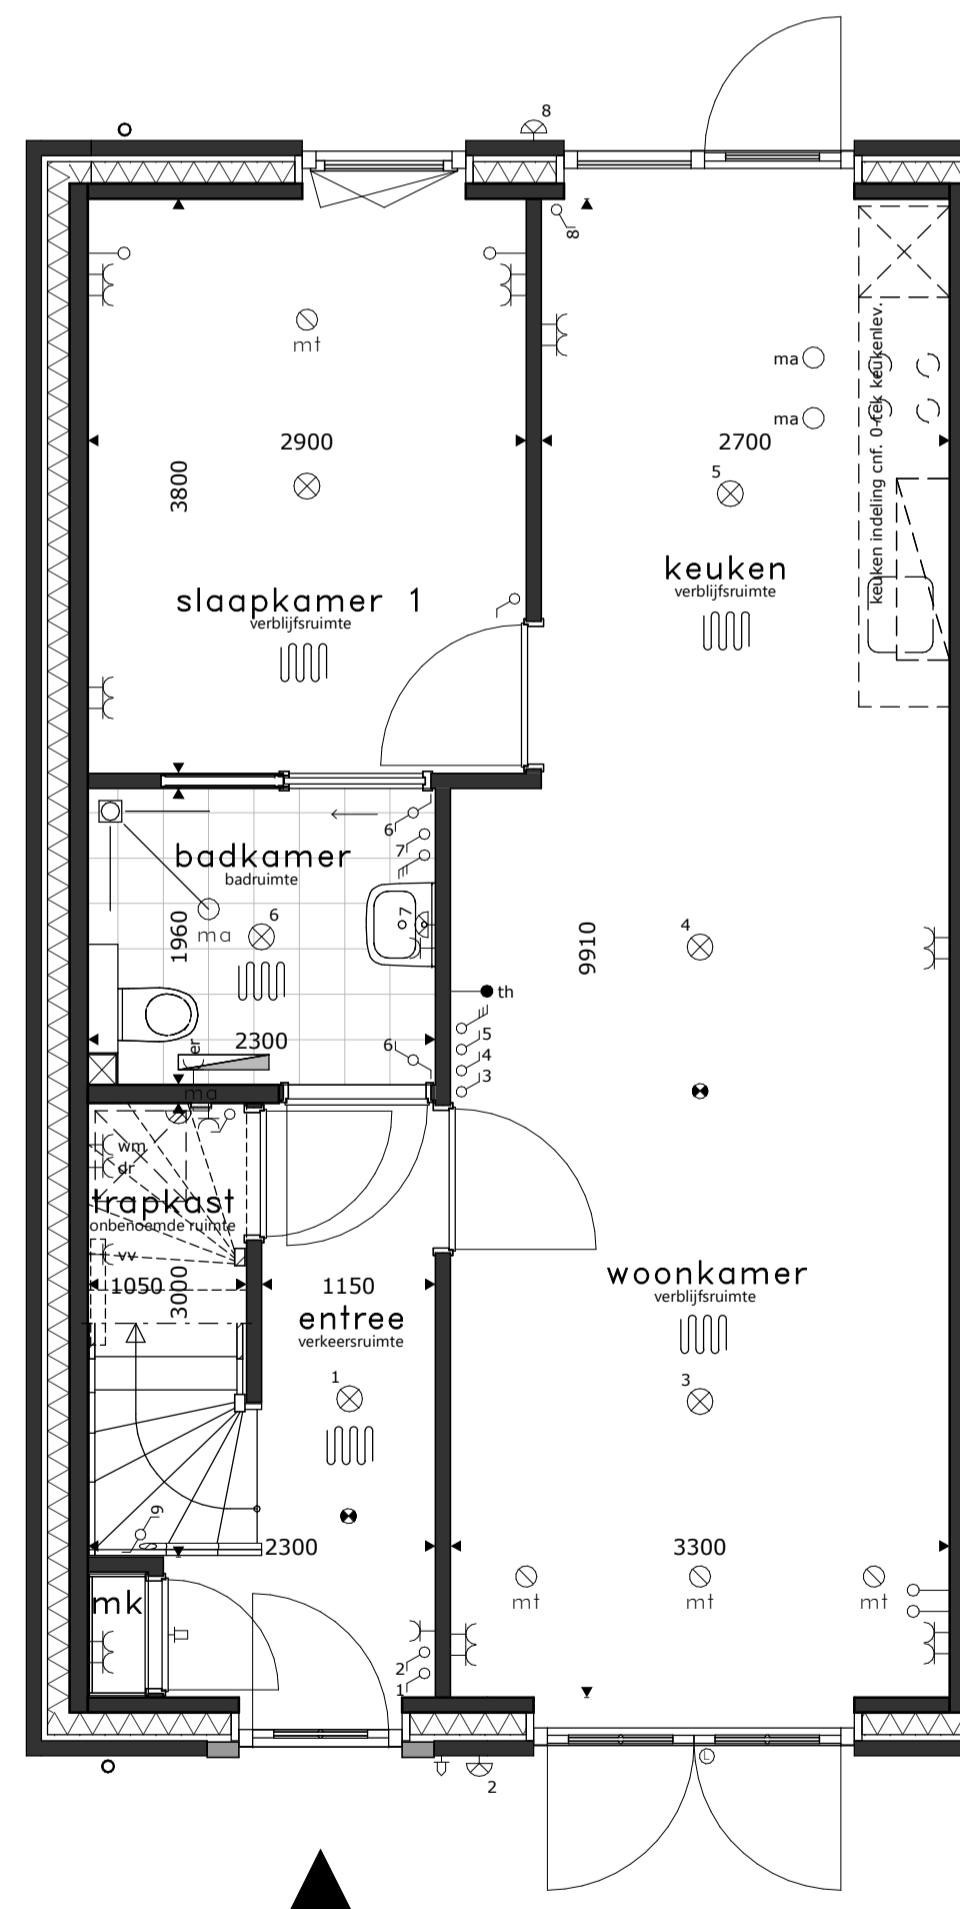 8
8
mt
ma
ma
keuken indeling cnf. 0-tek keukenlev.
2900
2700
3800
5
keuken
verblijfsruimte
slaapkamer 1
verblijfsruimte
6
7
badkamer
badruimte
7
6
ma
1960
4
9910
th
2300
6
er
5
4
3
ma
wm
dr
trapkast
onbenoemde ruimte
vv
1050
3000
1150
woonkamer
verblijfsruimte
entree
verkeersruimte
1
3
9
2300
3300
mt
mt
mt
mk
2
1
L
2